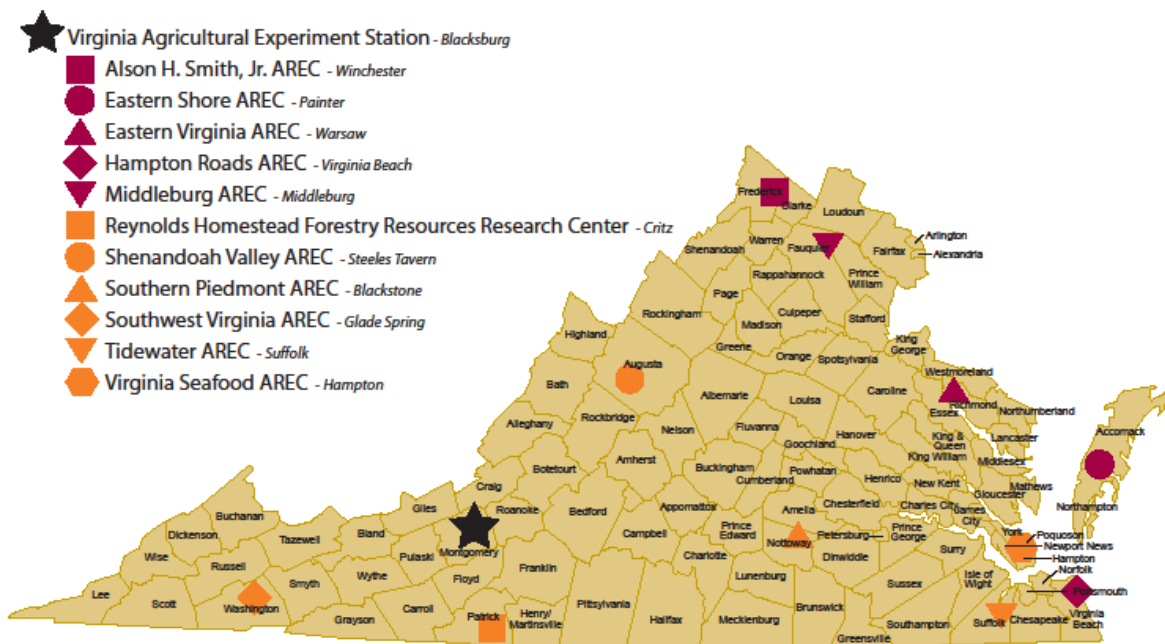 Virginia Agricultural Experiment Station - Blacksburg
Alson H. Smith, Jr. AREC - Winchester
Eastern Shore AREC - Painter
Eastern Virginia AREC - Warsaw
Hampton Roads AREC - Virginia Beach
Middleburg AREC - Middleburg
Reynolds Homestead Forestry Resources Research Center - Critz
Shenandoah Valley AREC - Steeles Tavern
Southern Piedmont AREC - Blackstone
Southwest Virginia AREC - Glade Spring
Tidewater AREC - Suffolk
Virginia Seafood AREC - Hampton
Frederick
Clarke
Loudoun
Arlington
Alexandria
Shenandoah
Warren
Fauquier
Fairfax
Rappahannock
Prince
William
Page
Culpeper
Stafford
Rockingham
Madison
Highland
Greene
Orange
Spotsylvania
King
George
Augusta
Westmoreland
Bath
Albemarle
Louisa
Caroline
Richmond
Essex
Northumberland
Rockbridge
Alleghany
Nelson
Fluvanna
Goochland
Hanover
King &
Queen
King William
Lancaster
Accomack
Middlesex
Botetourt
Amherst
Buckingham
Cumberland
Powhatan
Henrico
New Kent
Mathews
Gloucester
Northampton
Craig
Giles
Roanoke
Bedford
Appomattox
Amelia
Chesterfield
Charles City
James
City
Buchanan
Dickenson
Tazewell
Bland
Pulaski
Montgomery
Campbell
Prince
Edward
Nottoway
Petersburg
Prince
George
Dinwiddie
Surry
York
Poquoson
Newport News
Hampton
Norfolk
Wise
Russell
Smyth
Wythe
Floyd
Franklin
Charlotte
Lunenburg
Sussex
Isle of
Wight
Portsmouth
Lee
Scott
Washington
Grayson
Carroll
Patrick
Henry/
Martinsville
Pittsylvania
Halifax
Mecklenburg
Brunswick
Greensville
Southampton
Suffolk
Chesapeake
Virginia
Beach